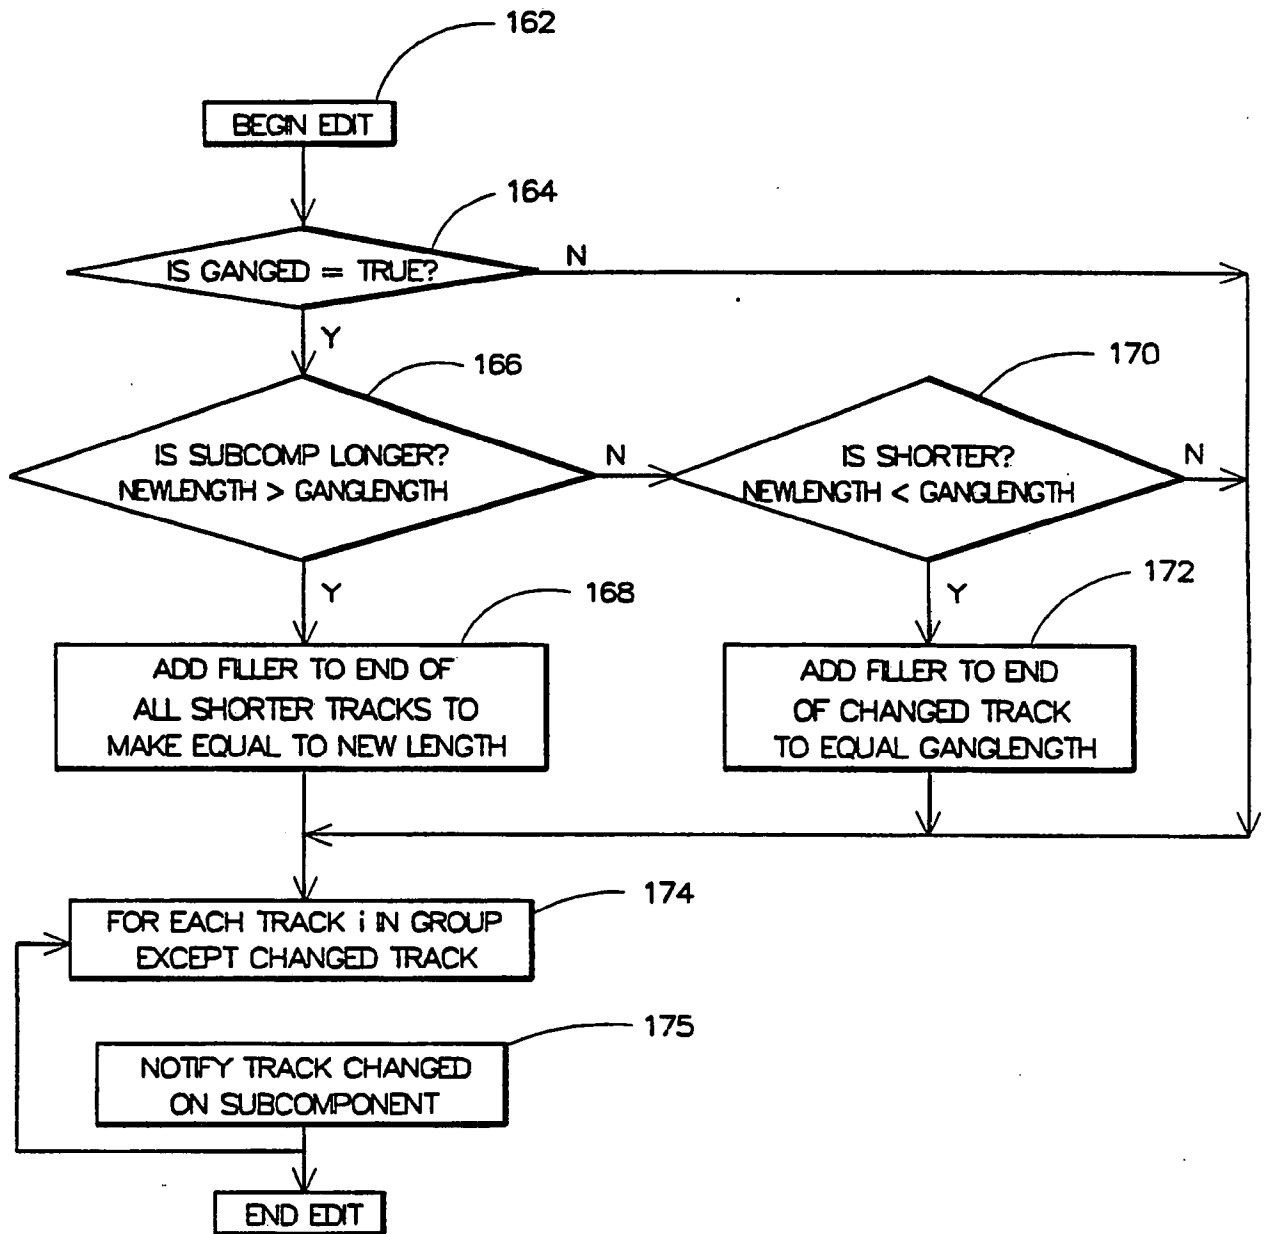 162
BEGIN EDIT
164
IS GANGED = TRUE?
N
Y
166
170
IS SUBCOMP LONGER?
NEWLENGTH > GANGLENGTH
N
IS SHORTER?
NEWLENGTH < GANGLENGTH
N
Y
168
Y
172
ADD FILLER TO END OF
ALL SHORTER TRACKS TO
MAKE EQUAL TO NEW LENGTH
ADD FILLER TO END
OF CHANGED TRACK
TO EQUAL GANGLENGTH
174
FOR EACH TRACK i IN GROUP
EXCEPT CHANGED TRACK
175
NOTIFY TRACK CHANGED
ON SUBCOMPONENT
END EDIT